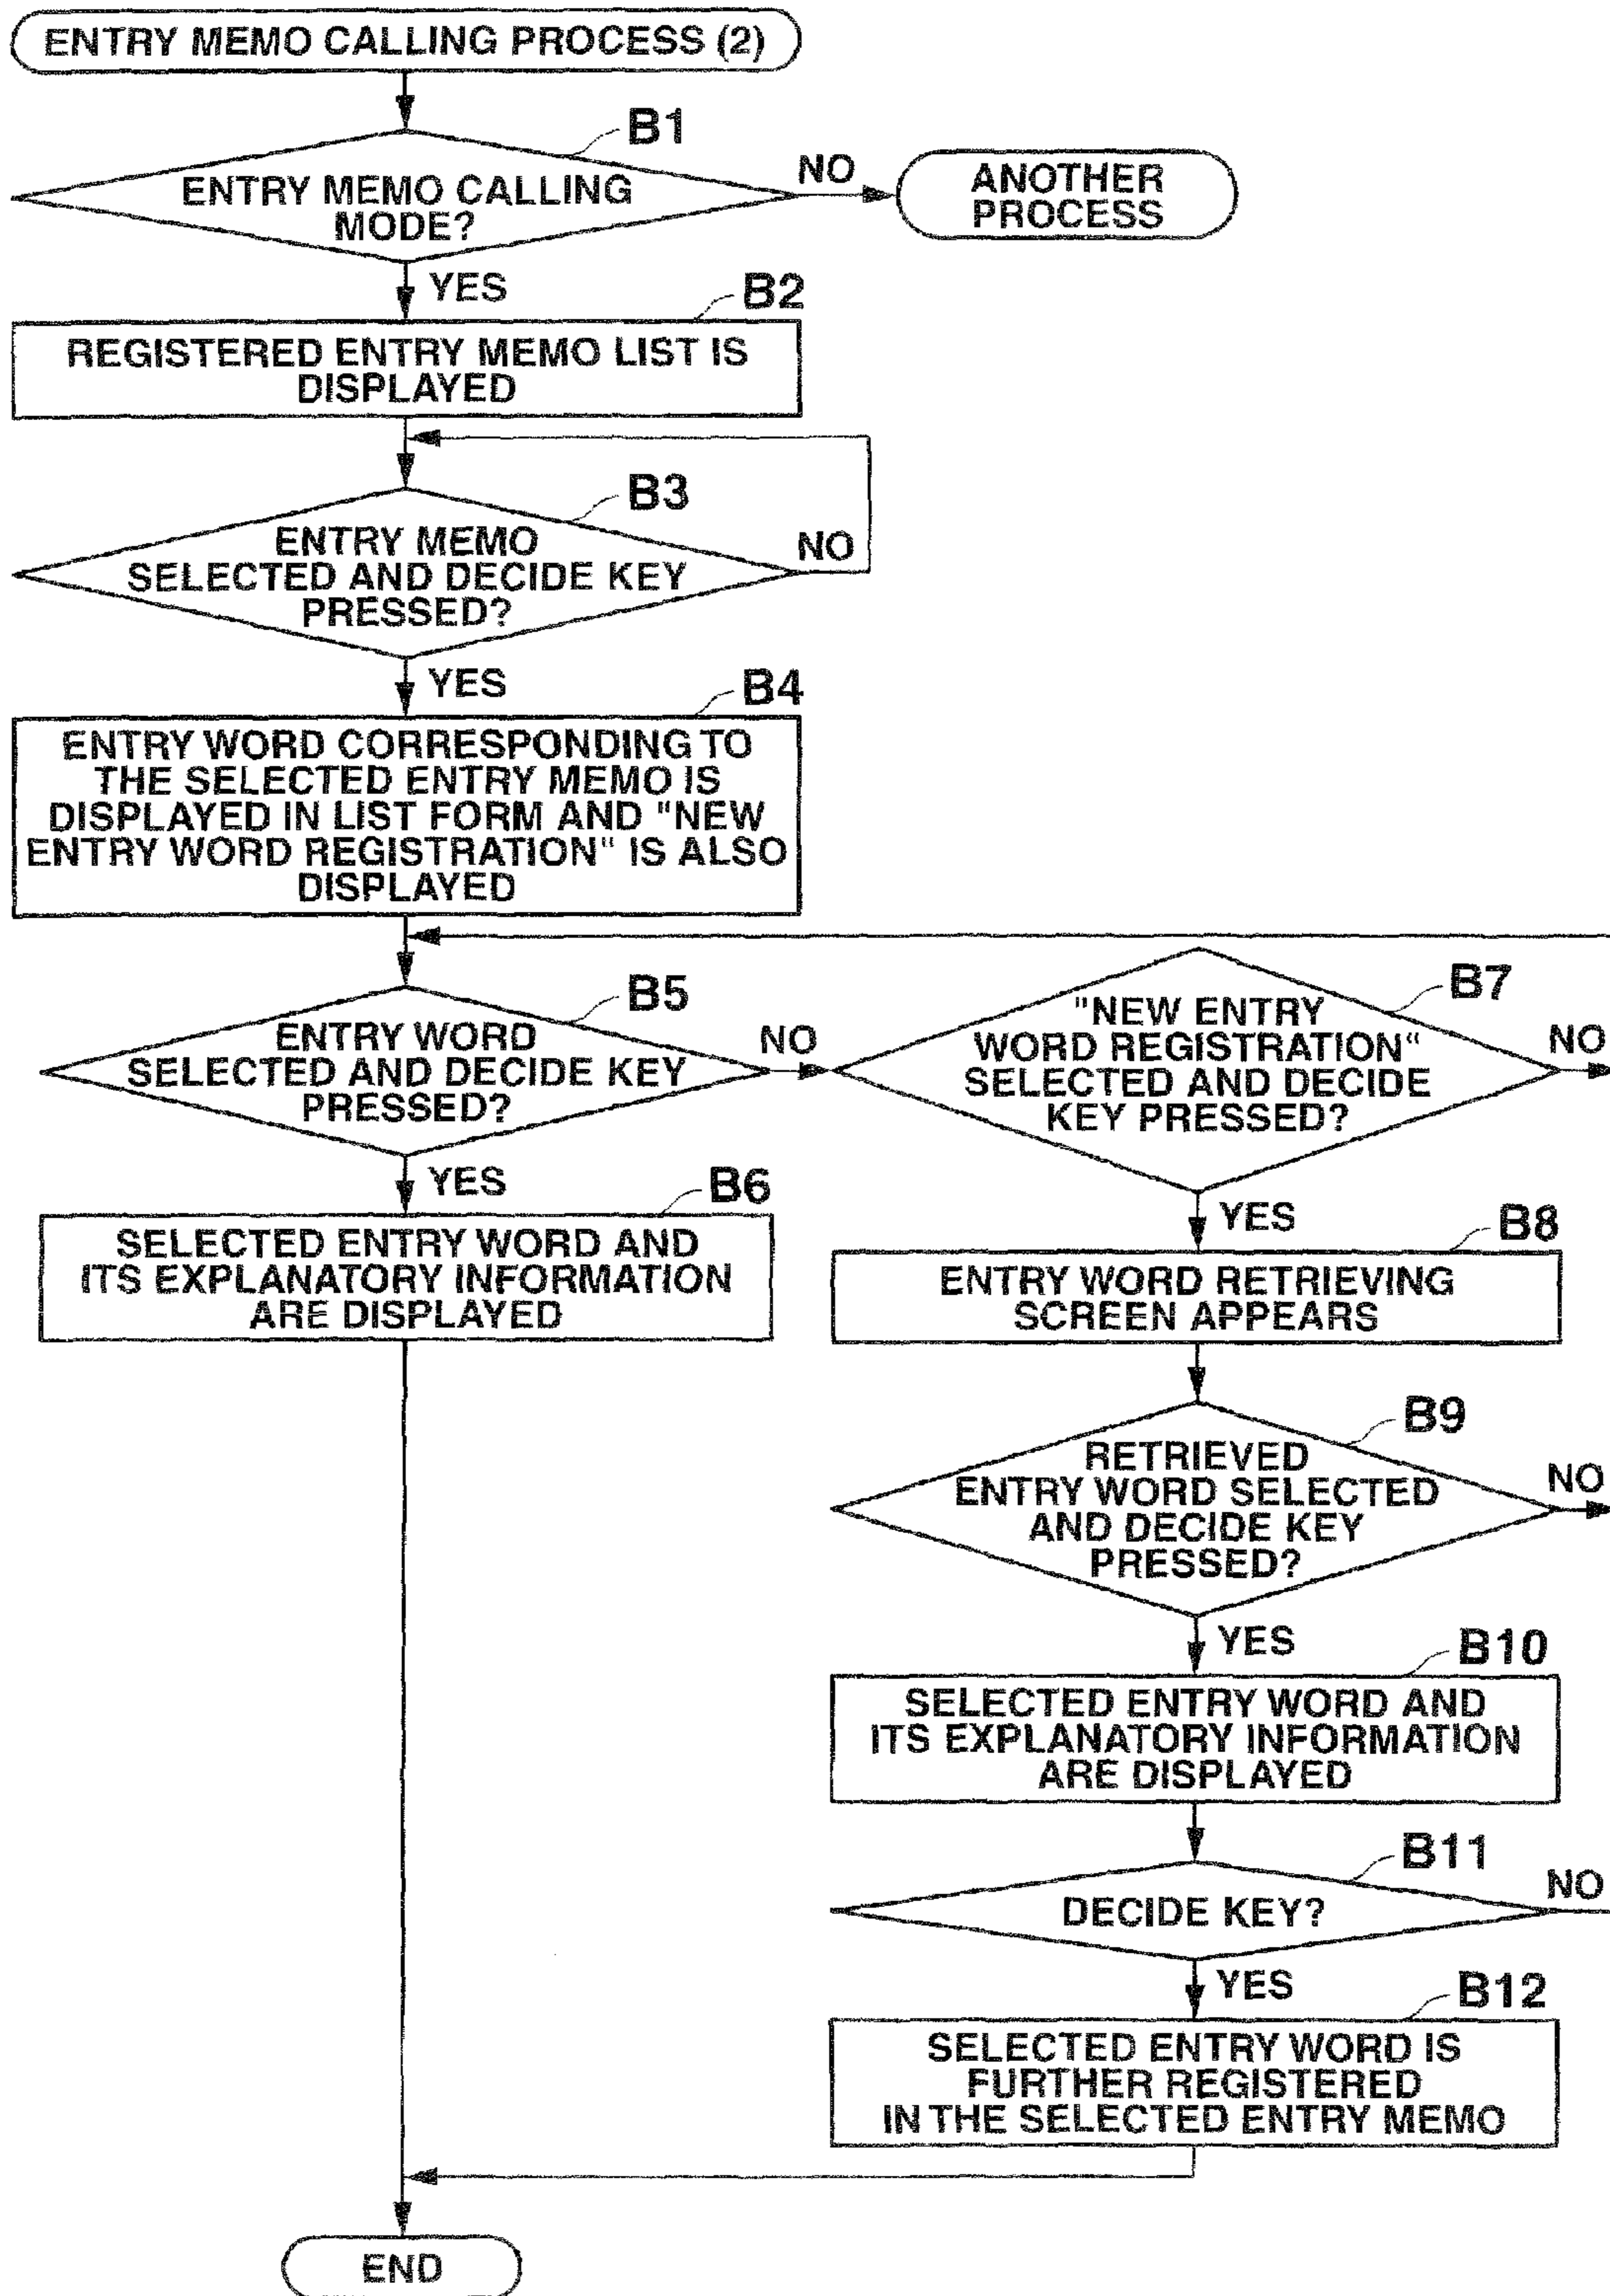 ENTRY MEMO CALLING PROCESS (2)
B1
ENTRY MEMO CALLING
MODE?
NO
ANOTHER
PROCESS
YES
B2
REGISTERED ENTRY MEMO LIST IS
DISPLAYED
B3
ENTRY MEMO
SELECTED AND DECIDE KEY
PRESSED?
NO
YES
B4
ENTRY WORD CORRESPONDING TO
THE SELECTED ENTRY MEMO IS
DISPLAYED IN LIST FORM AND "NEW
ENTRY WORD REGISTRATION" IS ALSO
DISPLAYED
B5
ENTRY WORD
SELECTED AND DECIDE KEY
PRESSED?
NO
YES
B6
SELECTED ENTRY WORD AND
ITS EXPLANATORY INFORMATION
ARE DISPLAYED
B7
"NEW ENTRY
WORD REGISTRATION"
SELECTED AND DECIDE
KEY PRESSED?
NO
YES
B8
ENTRY WORD RETRIEVING
SCREEN APPEARS
B9
RETRIEVED
ENTRY WORD SELECTED
AND DECIDE KEY
PRESSED?
NO
YES
B10
SELECTED ENTRY WORD AND
ITS EXPLANATORY INFORMATION
ARE DISPLAYED
B11
DECIDE KEY?
NO
YES
B12
SELECTED ENTRY WORD IS
FURTHER REGISTERED
IN THE SELECTED ENTRY MEMO
END